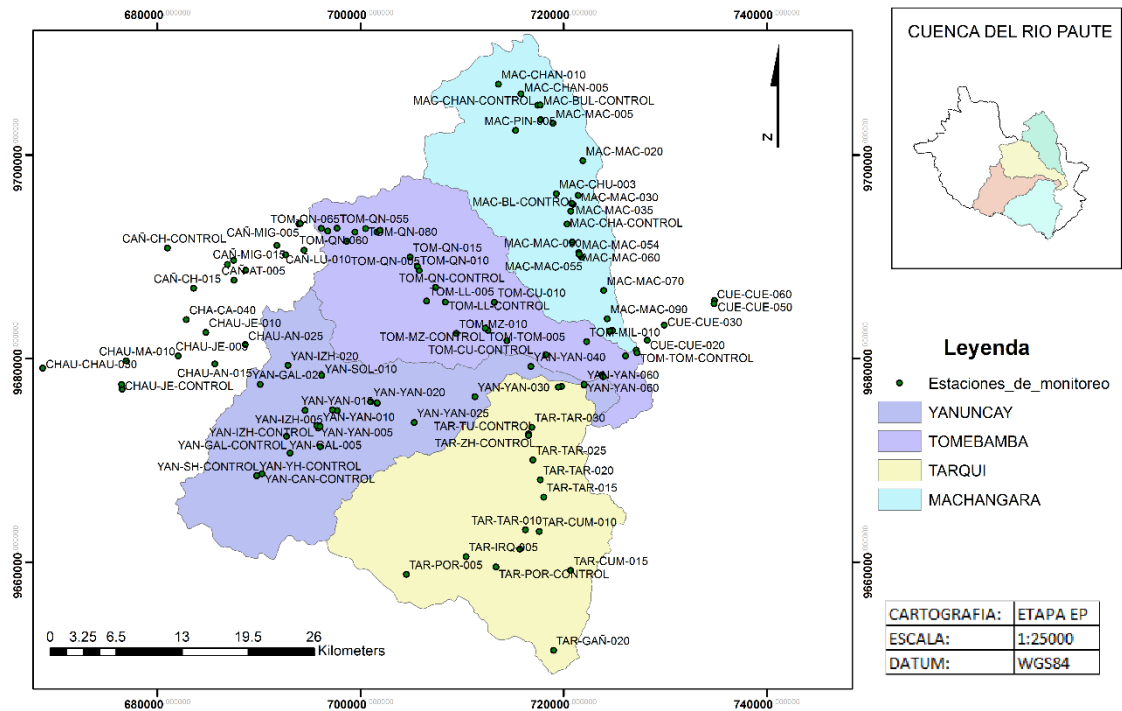 680000.000000
700000.000000
720000.000000
740000.000000
CUENCA DEL RIO PAUTE
MAC-CHAN-010
MAC-CHAN-005
MAC-CHAN-CONTROL
MAC-BUL-CONTROL
MAC-MAC-005
MAC-PIN-005
N
MAC-MAC-020
9700000.000000
9700000.000000
MAC-CHU-003
MAC-MAC-030
MAC-BL-CONTROL
MAC-MAC-035
MAC-CHA-CONTROL
TOM-QN-065
TOM-QN-055
CAÑ-MIG-005
TOM-QN-080
CAÑ-CH-CONTROL
TOM-QN-060
TOM-QN-015
MAC-MAC-054
CAÑ-MIG-015
CAÑ-LU-010
TOM-QN-005
TOM-QN-010
MAC-MAC-060
MAC-MAC-055
CAÑ-AT-005
CAÑ-CH-015
TOM-QN-CONTROL
MAC-MAC-070
TOM-LL-005
TOM-CU-010
TOM-LL-CONTROL
CUE-CUE-060
CUE-CUE-050
CHA-CA-040
MAC-MAC-090
CHAU-JE-010
TOM-MZ-010
CUE-CUE-030
CHAU-AN-025
TOM-MZ-CONTROL
TOM-TOM-005
TOM-MIL-010
CHAU-JE-005
CHAU-MA-010
TOM-CU-CONTROL
CUE-CUE-020
Leyenda
YAN-IZH-020
YAN-YAN-040
TOM-TOM-CONTROL
9680000.000000
9680000.000000
CHAU-CHAU-030
CHAU-AN-015
YAN-GAL-020
YAN-SOL-010
YAN-YAN-060
CHAU-JE-CONTROL
YAN-YAN-020
YAN-YAN-030
YAN-YAN-050
Estaciones_de_monitoreo
YAN-YAN-015
YANUNCAY
YAN-IZH-005
YAN-YAN-010
YAN-YAN-025
TAR-TAR-030
YAN-IZH-CONTROL
YAN-YAN-005
TAR-TU-CONTROL
TOMEBAMBA
YAN-GAL-CONTROL
YAN-GAL-005
TAR-ZH-CONTROL
TAR-TAR-025
YAN-SH-CONTROL
YAN-YH-CONTROL
TARQUI
YAN-CAN-CONTROL
TAR-TAR-020
TAR-TAR-015
MACHANGARA
TAR-TAR-010
TAR-CUM-010
TAR-IRQ-005
9660000.000000
9660000.000000
TAR-POR-005
TAR-POR-CONTROL
TAR-CUM-015
CARTOGRAFIA: ETAPA EP
ESCALA: 1:25000
DATUM: WGS84
0 3.25 6.5 13 19.5 26
Kilometers
TAR-GAÑ-020
680000.000000
700000.000000
720000.000000
740000.000000